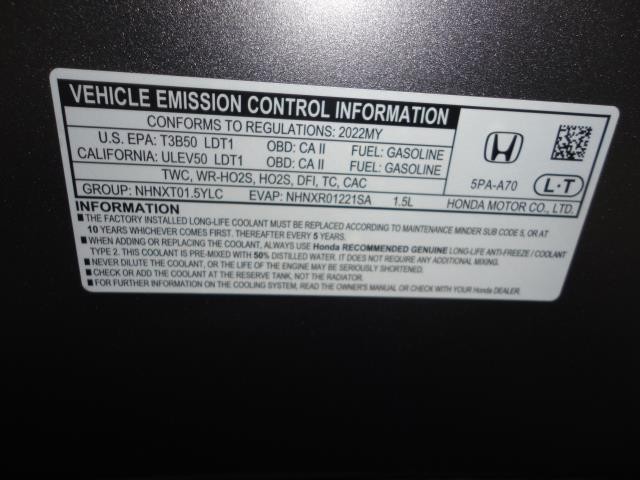 VEHICLE EMISSION CONTROL INFORMATION
CONFORMS TO REGULATIONS: 2022MY
U.S. EPA: T3B50 LDT1 OBD: CA II FUEL: GASOLINE
CALIFORNIA: ULEV50 LDT1 OBD: CA II FUEL: GASOLINE
TWC, WR-HO2S, HO2S, DFI, TC, CAC
GROUP: NHNXT01.5YLC EVAP: NHNXR01221SA 1.5L
5PA-A70 L·T
HONDA MOTOR CO., LTD.
COOLANT INFORMATION
■ THE FACTORY INSTALLED LONG-LIFE COOLANT MUST BE REPLACED ACCORDING TO MAINTENANCE MINDER SUB CODE 5, OR AT
10 YEARS WHICHEVER COMES FIRST. THEREAFTER EVERY 5 YEARS.
■ WHEN ADDING OR REPLACING THE COOLANT, ALWAYS USE Honda RECOMMENDED GENUINE LONG-LIFE ANTI-FREEZE / COOLANT
TYPE 2. THIS COOLANT IS PRE-MIXED WITH 50% DISTILLED WATER. IT DOES NOT REQUIRE ANY ADDITIONAL MIXING.
■ NEVER DILUTE THE COOLANT, OR THE LIFE OF THE ENGINE MAY BE SERIOUSLY SHORTENED.
■ CHECK OR ADD THE COOLANT AT THE RESERVE TANK, NOT THE RADIATOR.
■ FOR FURTHER INFORMATION ON THE COOLING SYSTEM, READ THE OWNER'S MANUAL OR CHECK WITH YOUR Honda DEALER.